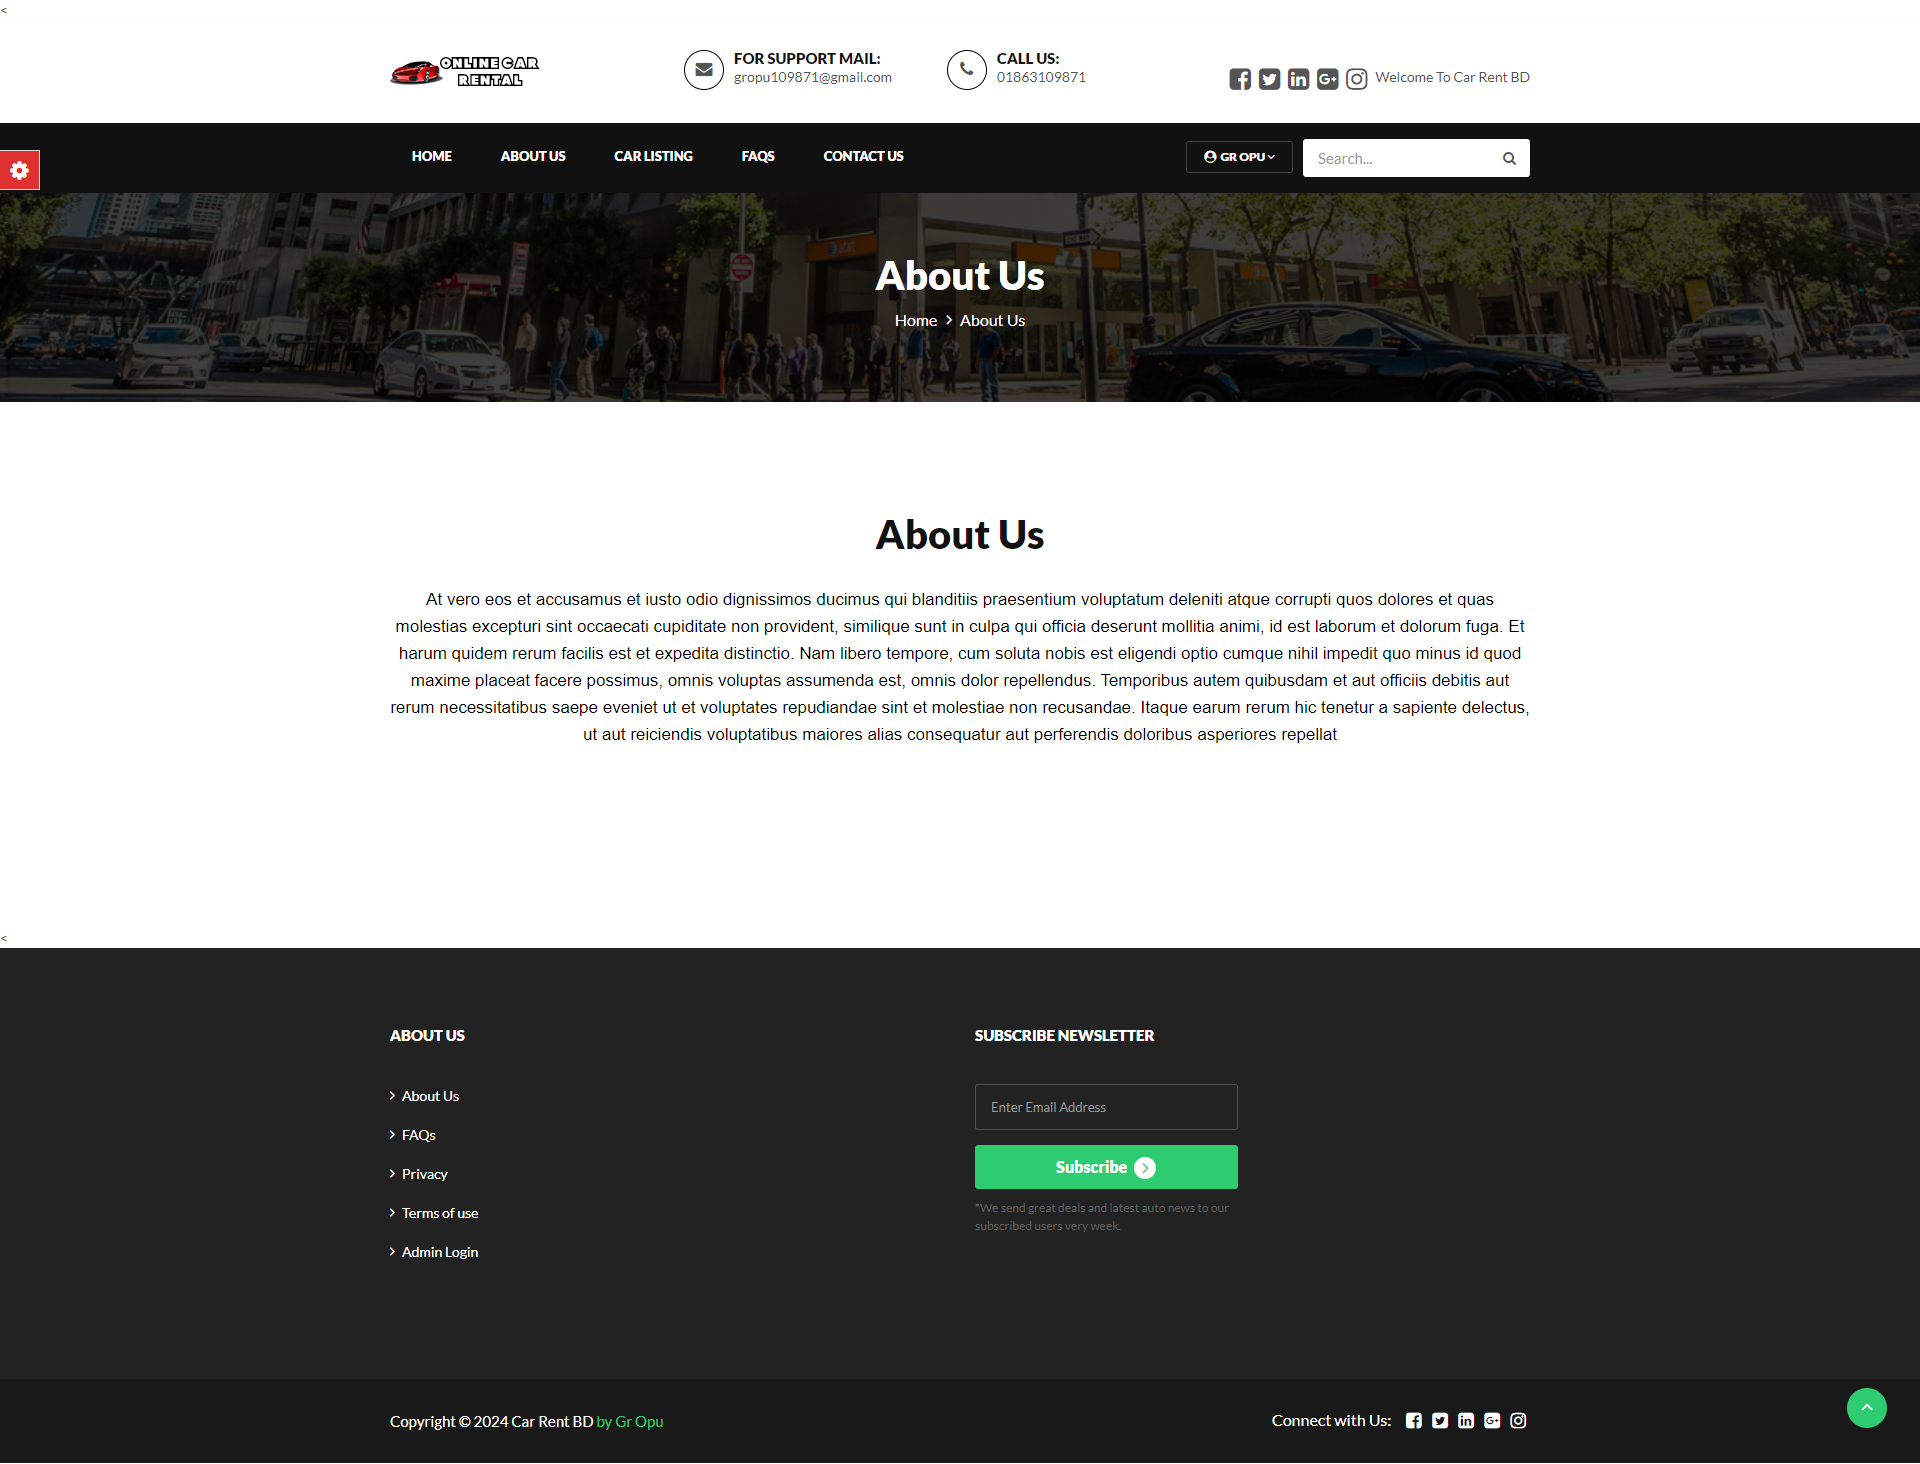 <
ONLINE CAR
RENTAL
FOR SUPPORT MAIL:
gropu109871@gmail.com
CALL US:
01863109871
Welcome To Car Rent BD
HOME ABOUT US CAR LISTING FAQS CONTACT US
GR OPU
Search...
About Us
Home > About Us
About Us
At vero eos et accusamus et iusto odio dignissimos ducimus qui blanditiis praesentium voluptatum deleniti atque corrupti quos dolores et quas
molestias excepturi sint occaecati cupiditate non provident, similique sunt in culpa qui officia deserunt mollitia animi, id est laborum et dolorum fuga. Et
harum quidem rerum facilis est et expedita distinctio. Nam libero tempore, cum soluta nobis est eligendi optio cumque nihil impedit quo minus id quod
maxime placeat facere possimus, omnis voluptas assumenda est, omnis dolor repellendus. Temporibus autem quibusdam et aut officiis debitis aut
rerum necessitatibus saepe eveniet ut et voluptates repudiandae sint et molestiae non recusandae. Itaque earum rerum hic tenetur a sapiente delectus,
ut aut reiciendis voluptatibus maiores alias consequatur aut perferendis doloribus asperiores repellat
<
ABOUT US
About Us
FAQs
Privacy
Terms of use
Admin Login
SUBSCRIBE NEWSLETTER
Enter Email Address
Subscribe
*We send great deals and latest auto news to our
subscribed users very week.
Copyright © 2024 Car Rent BD by Gr Opu
Connect with Us: